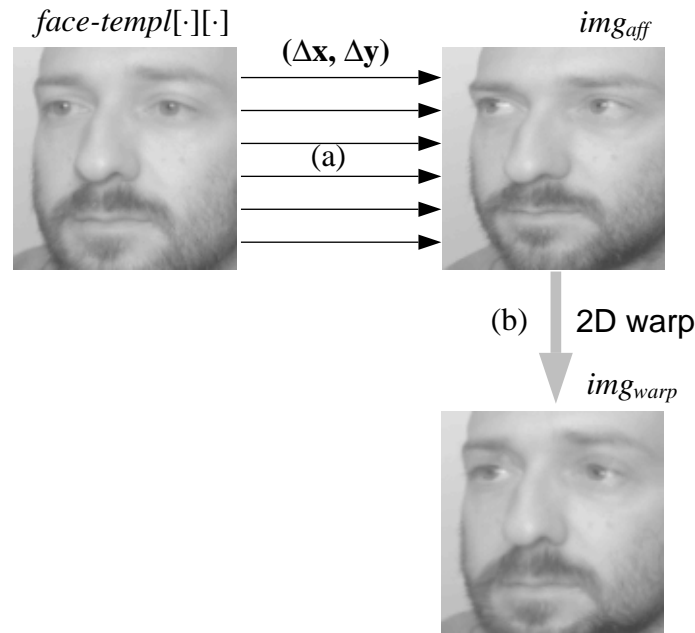 face-templ[·][·]
img_aff
(Δx, Δy)
(a)
(b)
2D warp
img_warp